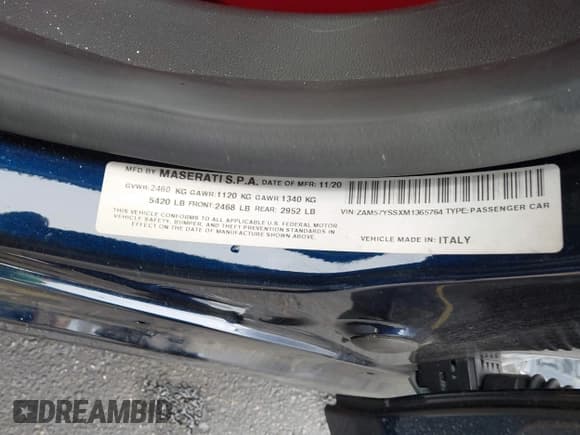 MFD BY MASERATI S.P.A. DATE OF MFR: 11/20
GVWR:2460 KG GAWR:1120 KG GAWR:1340 KG
5420 LB FRONT:2468 LB REAR: 2952 LB
THIS VEHICLE CONFORMS TO ALL APPLICABLE U.S. FEDERAL MOTOR
VEHICLE SAFETY, BUMPER, AND THEFT PREVENTION STANDARDS IN
EFFECT ON THE DATE OF MANUFACTURE SHOWN ABOVE.
VIN: ZAM57YSSXM1365764 TYPE: PASSENGER CAR
VEHICLE MADE IN: ITALY
DREAMBID